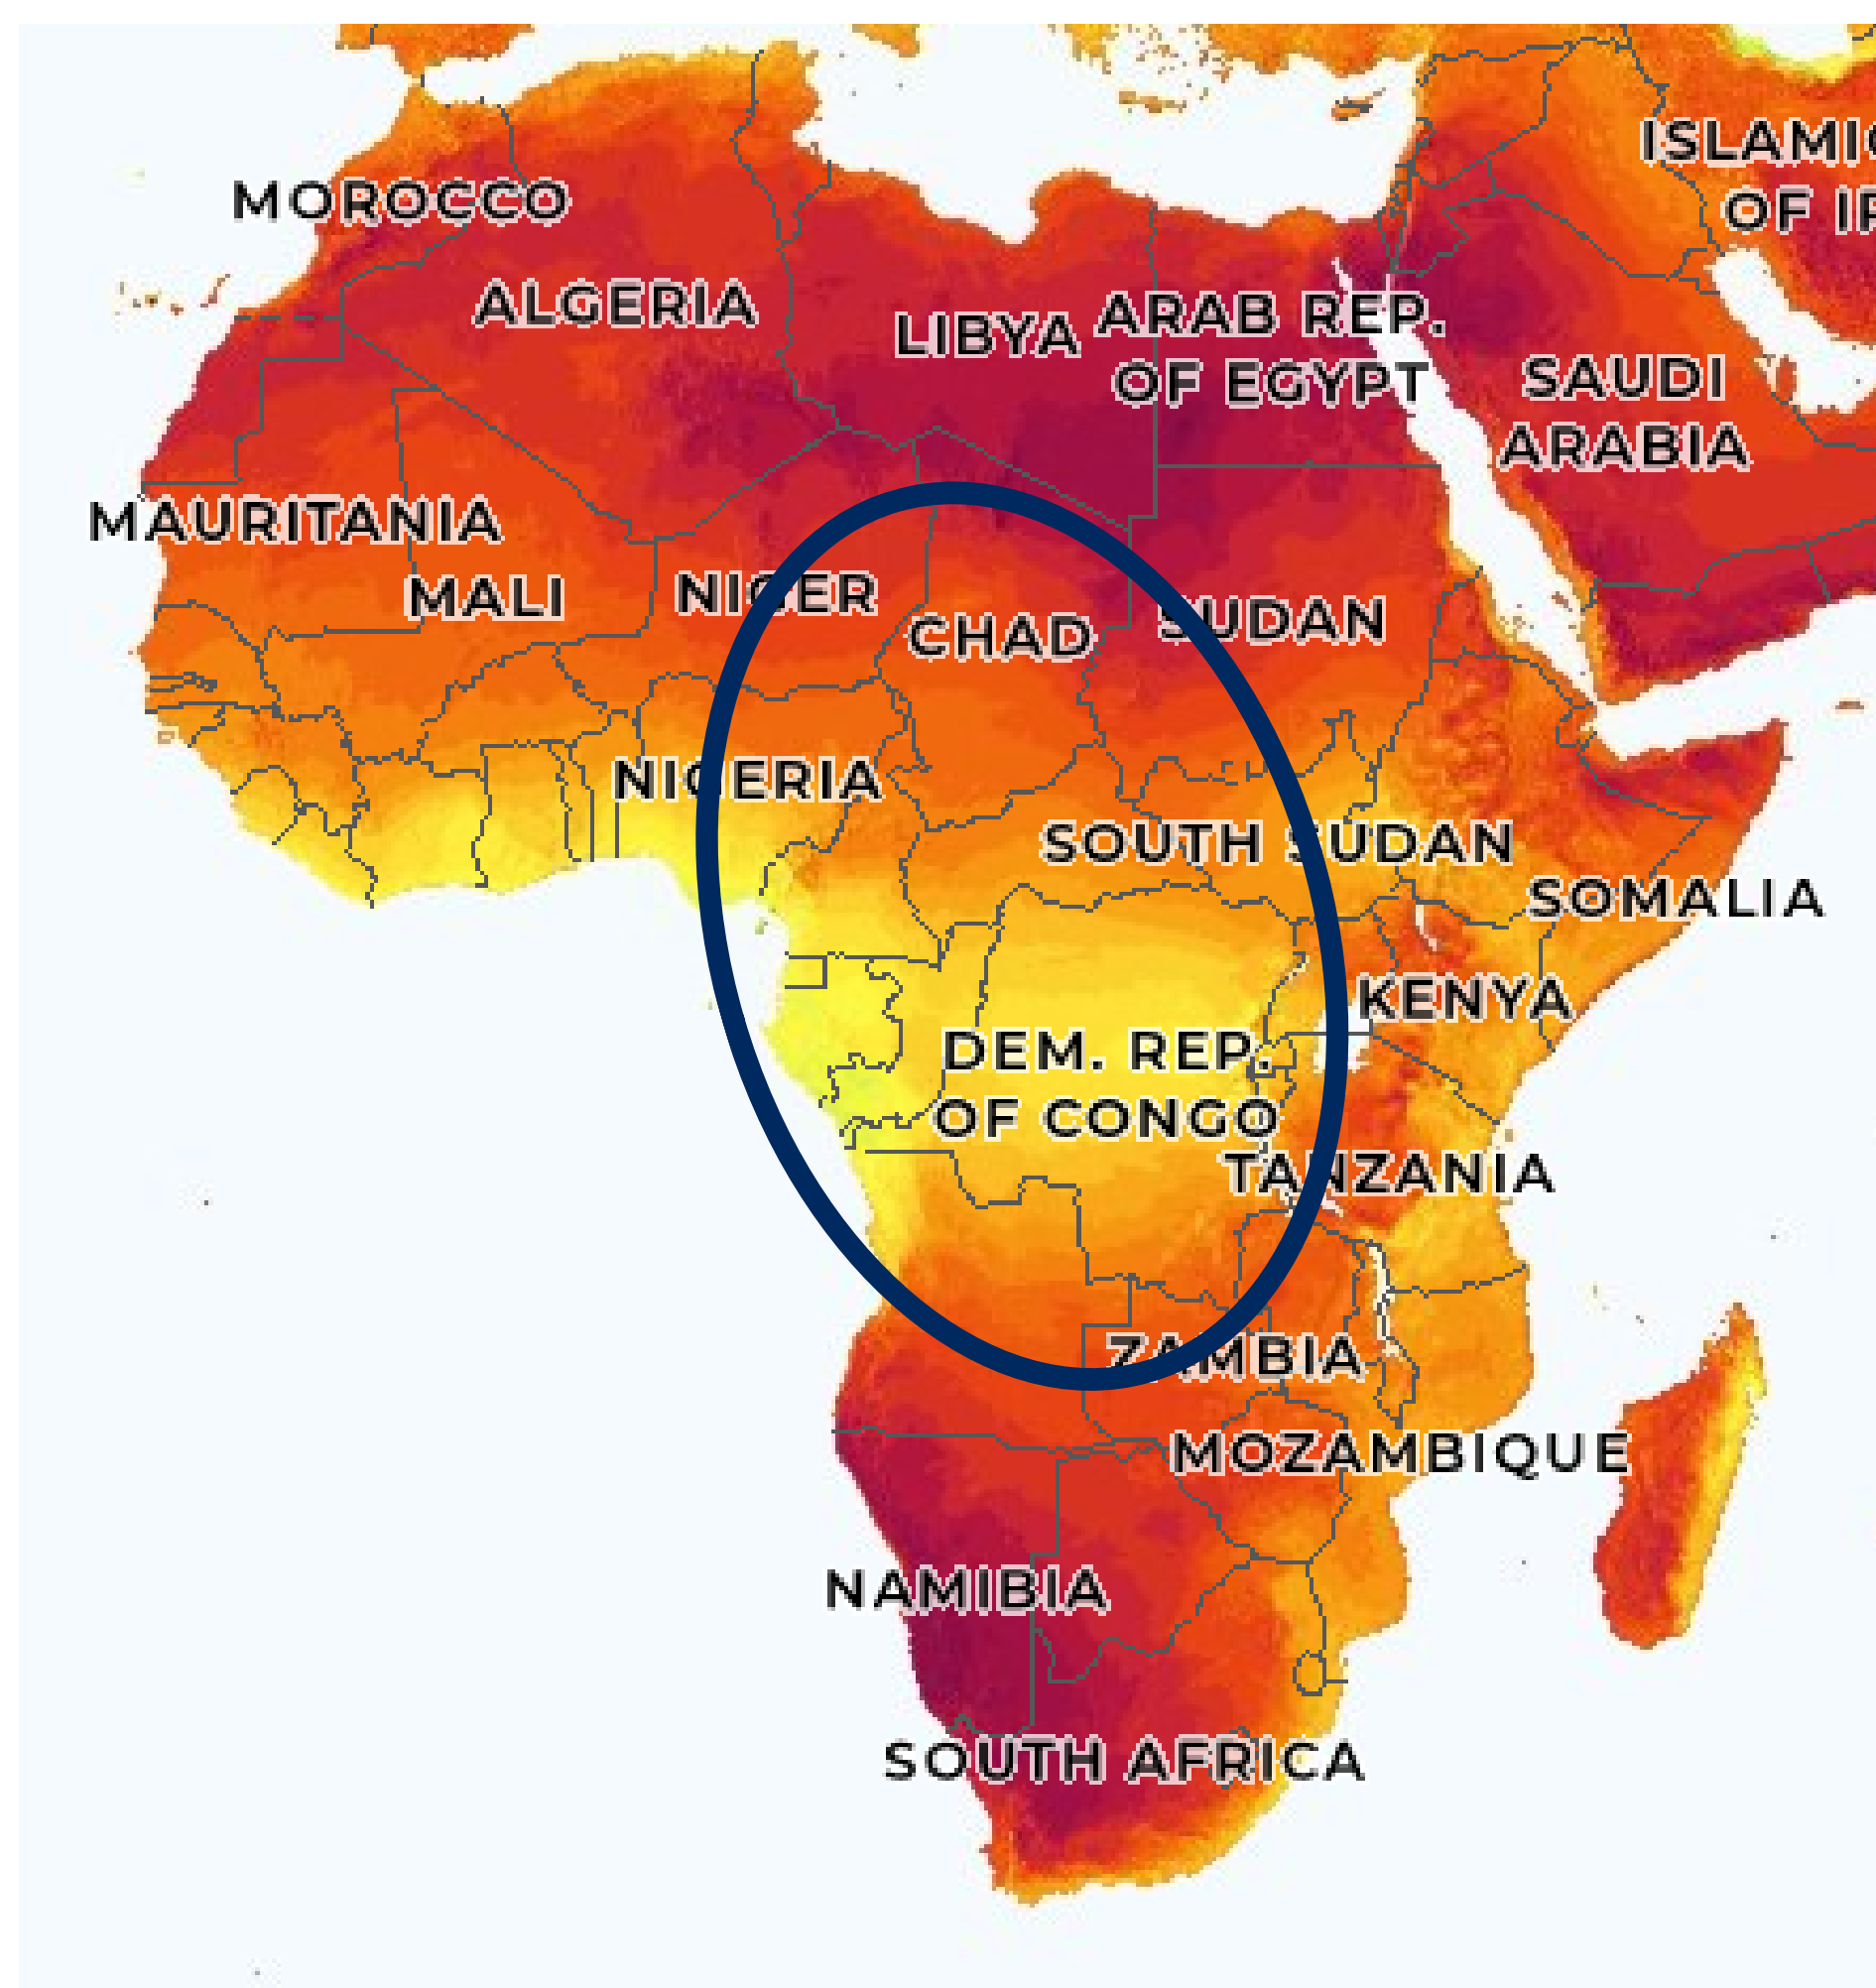 MOROCCO
ISLAMIC
OF IR
ALGERIA
LIBYA
ARAB REP.
OF EGYPT
SAUDI
ARABIA
MAURITANIA
MALI
NIGER
CHAD
SUDAN
NIGERIA
SOUTH SUDAN
SOMALIA
KENYA
DEM. REP.
OF CONGO
TANZANIA
ZAMBIA
MOZAMBIQUE
NAMIBIA
SOUTH AFRICA